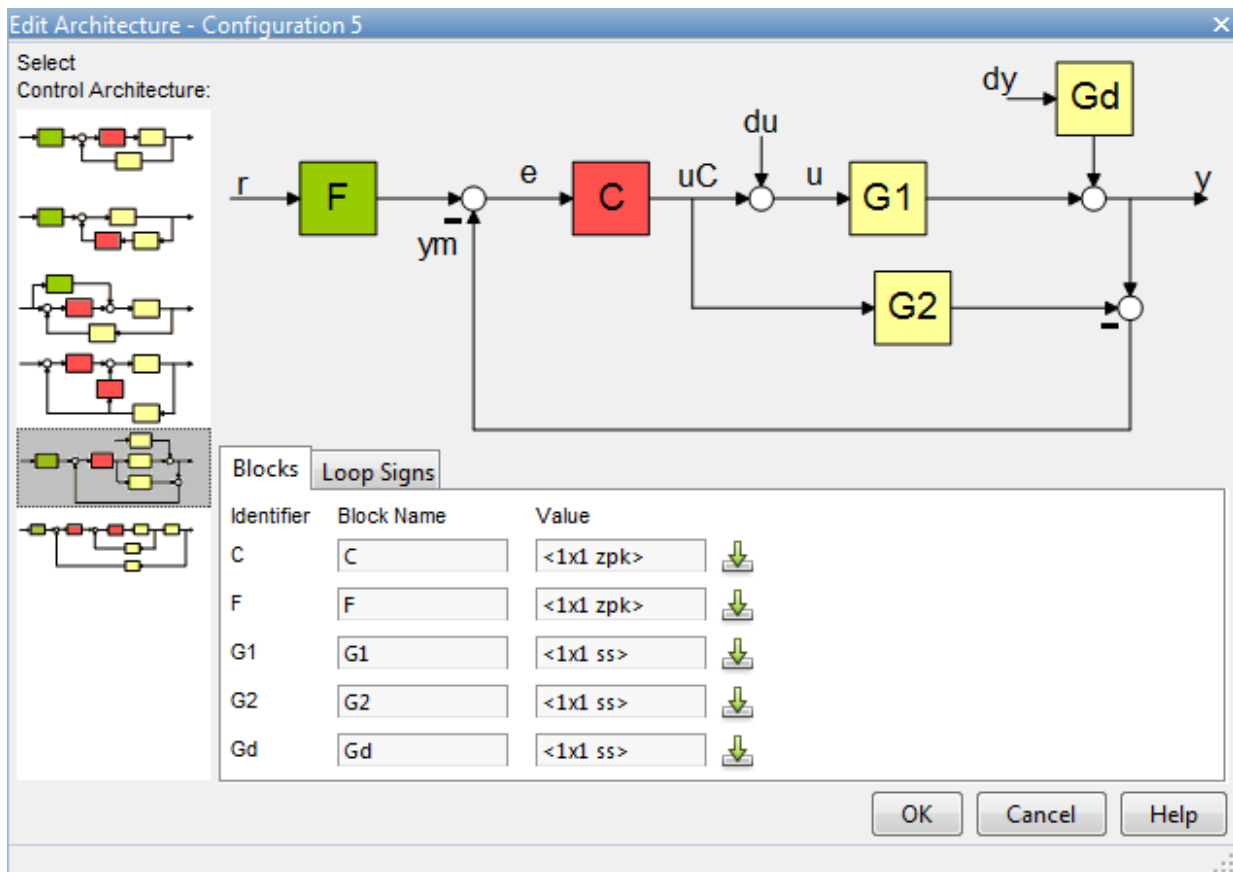 Edit Architecture - Configuration 5
Select
Control Architecture:
dy
Gd
du
r
F
e
C
uC
u
G1
y
ym
G2
Blocks
Loop Signs
Identifier Block Name Value
C C <1x1 zpk>
F F <1x1 zpk>
G1 G1 <1x1 ss>
G2 G2 <1x1 ss>
Gd Gd <1x1 ss>
OK Cancel Help